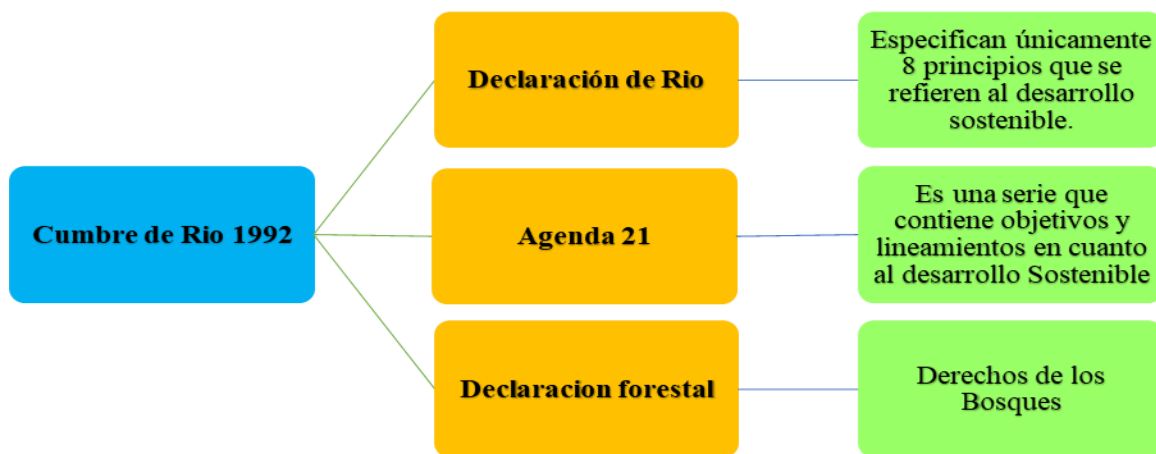 Cumbre de Rio 1992
Declaración de Rio
Especifican únicamente
8 principios que se
refieren al desarrollo
sostenible.
Agenda 21
Es una serie que
contiene objetivos y
lineamientos en cuanto
al desarrollo Sostenible
Declaracion forestal
Derechos de los
Bosques